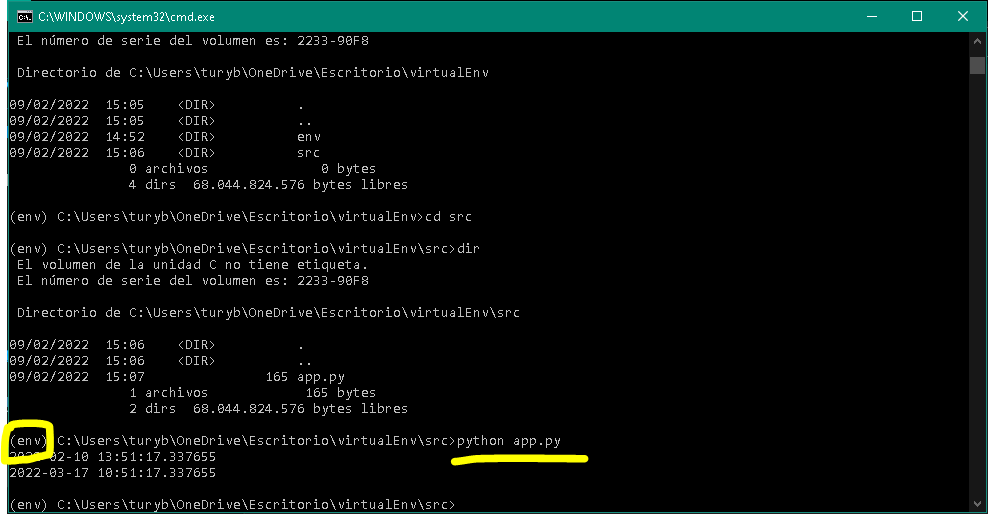 C:\WINDOWS\system32\cmd.exe
El número de serie del volumen es: 2233-90F8
Directorio de C:\Users\turyb\OneDrive\Escritorio\virtualEnv
09/02/2022  15:05    <DIR>          .
09/02/2022  15:05    <DIR>          ..
09/02/2022  14:52    <DIR>          env
09/02/2022  15:06    <DIR>          src
0 archivos              0 bytes
4 dirs  68.044.824.576 bytes libres
(env) C:\Users\turyb\OneDrive\Escritorio\virtualEnv>cd src
(env) C:\Users\turyb\OneDrive\Escritorio\virtualEnv\src>dir
El volumen de la unidad C no tiene etiqueta.
El número de serie del volumen es: 2233-90F8
Directorio de C:\Users\turyb\OneDrive\Escritorio\virtualEnv\src
09/02/2022  15:06    <DIR>          .
09/02/2022  15:06    <DIR>          ..
09/02/2022  15:07               165 app.py
1 archivos            165 bytes
2 dirs  68.044.824.576 bytes libres
(env) C:\Users\turyb\OneDrive\Escritorio\virtualEnv\src>python app.py
2022-02-10 13:51:17.337655
2022-03-17 10:51:17.337655
(env) C:\Users\turyb\OneDrive\Escritorio\virtualEnv\src>